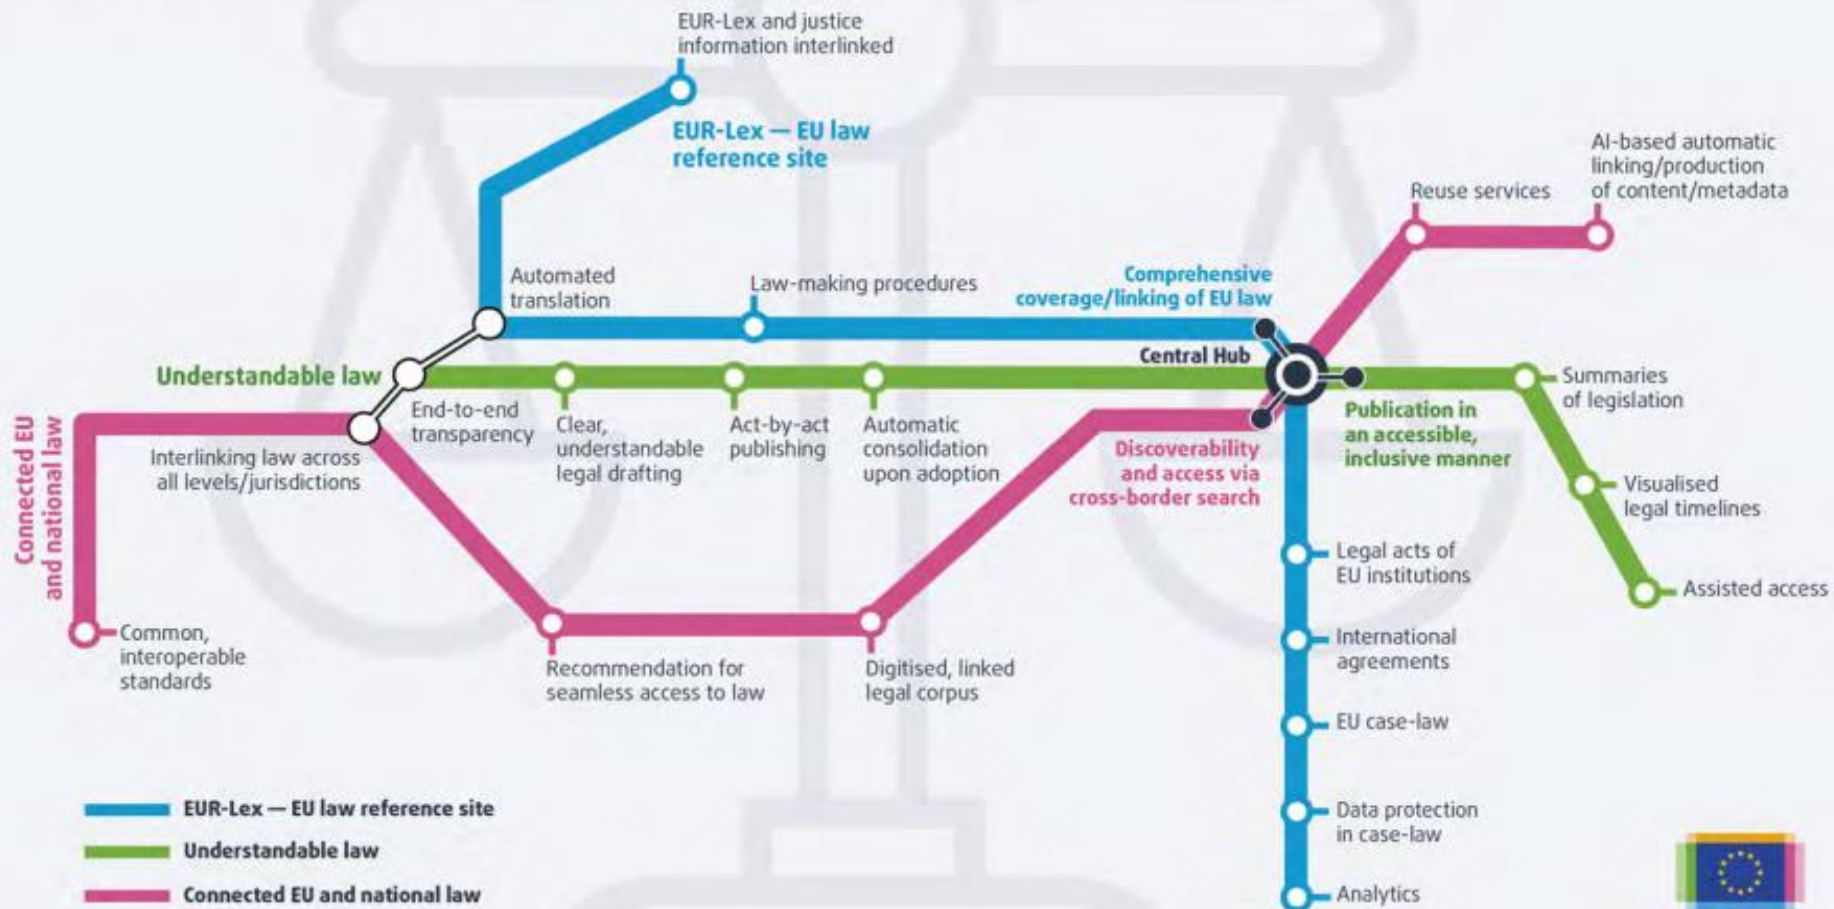 EUR-Lex and justice
information interlinked
EUR-Lex — EU law
reference site
AI-based automatic
linking/production
of content/metadata
Reuse services
Automated
translation
Law-making procedures
Comprehensive
coverage/linking of EU law
Central Hub
Understandable law
End-to-end
transparency
Clear,
understandable
legal drafting
Act-by-act
publishing
Automatic
consolidation
upon adoption
Discoverability
and access via
cross-border search
Publication in
an accessible,
inclusive manner
Summaries
of legislation
Visualised
legal timelines
Assisted access
Connected EU
and national law
Interlinking law across
all levels/jurisdictions
Common,
interoperable
standards
Recommendation for
seamless access to law
Digitised, linked
legal corpus
Legal acts of
EU institutions
International
agreements
EU case-law
Data protection
in case-law
Analytics
EUR-Lex — EU law reference site
Understandable law
Connected EU and national law